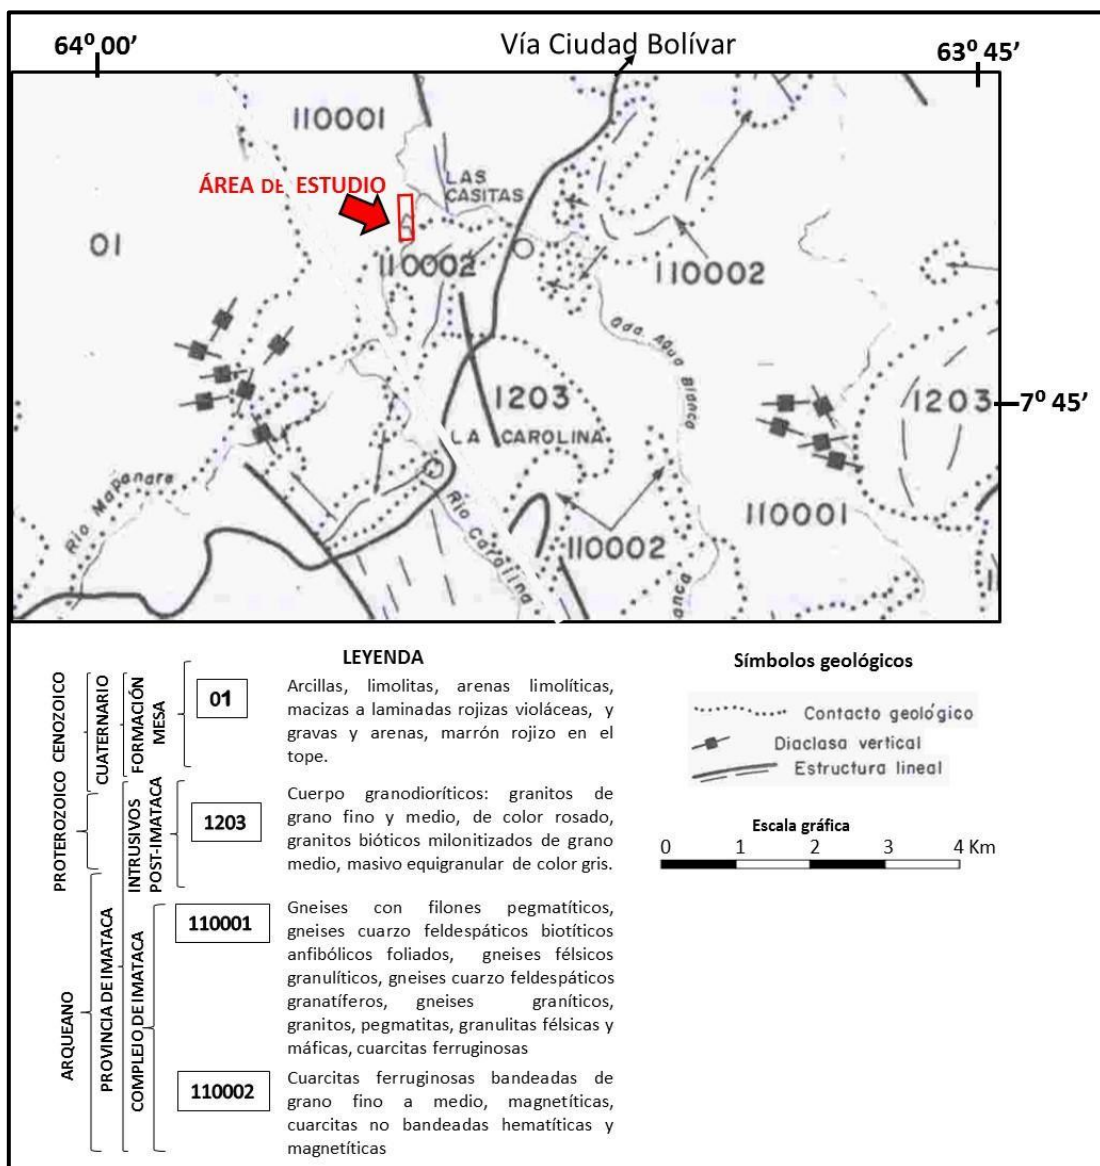 64⁰ 00’
Vía Ciudad Bolívar
63⁰ 45’
110001
ÁREA DE ESTUDIO
LAS
CASITAS
01
110002
110002
Qda. Agua Blanca
1203
1203
7⁰ 45’
LA CAROLINA
Río Mapanare
Río Carolina
110001
110002
anca
LEYENDA
PROTEROZOICO CENOZOICO
CUATERNARIO
FORMACIÓN
MESA
01
Arcillas, limolitas, arenas limolíticas,
macizas a laminadas rojizas violáceas, y
gravas y arenas, marrón rojizo en el
tope.
INTRUSIVOS
POST-IMATACA
1203
Cuerpo granodioríticos: granitos de
grano fino y medio, de color rosado,
granitos bióticos milonitizados de grano
medio, masivo equigranular de color gris.
ARQUEANO
PROVINCIA DE IMATACA
COMPLEJO DE IMATACA
110001
Gneises con filones pegmatíticos,
gneises cuarzo feldespáticos biotíticos
anfibólicos foliados, gneises félsicos
granulíticos, gneises cuarzo feldespáticos
granatíferos, gneises graníticos,
granitos, pegmatitas, granulitas félsicas y
máficas, cuarcitas ferruginosas
110002
Cuarcitas ferruginosas bandeadas de
grano fino a medio, magnetíticas,
cuarcitas no bandeadas hematíticas y
magnetíticas
Símbolos geológicos
Contacto geológico
Diaclasa vertical
Estructura lineal
Escala gráfica
0 1 2 3 4 Km